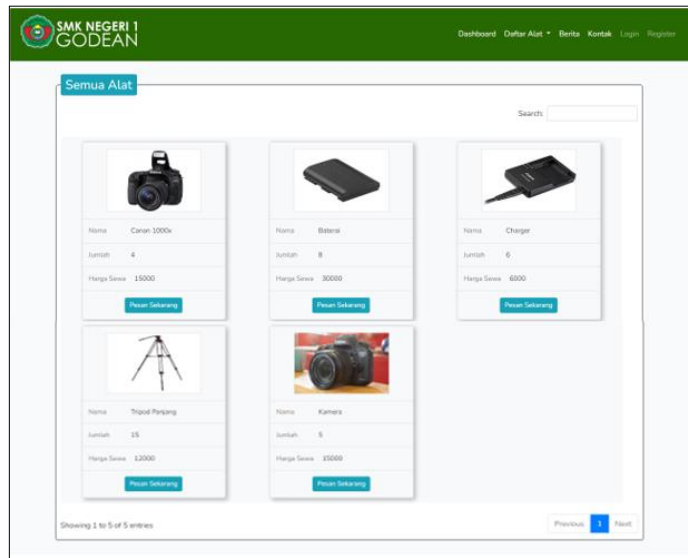 SMK NEGERI 1
GODEAN
Dashboard Daftar Alat Berita Kontak Login Register
Semua Alat
Search:
Nama Canon 1000x
Jumlah 4
Harga Sewa 15000
Pesan Sekarang
Nama Baterai
Jumlah 8
Harga Sewa 30000
Pesan Sekarang
Nama Charger
Jumlah 6
Harga Sewa 6000
Pesan Sekarang
Nama Tripod Panjang
Jumlah 15
Harga Sewa 12000
Pesan Sekarang
Nama Kamera
Jumlah 5
Harga Sewa 35000
Pesan Sekarang
Showing 1 to 5 of 5 entries
Previous 1 Next